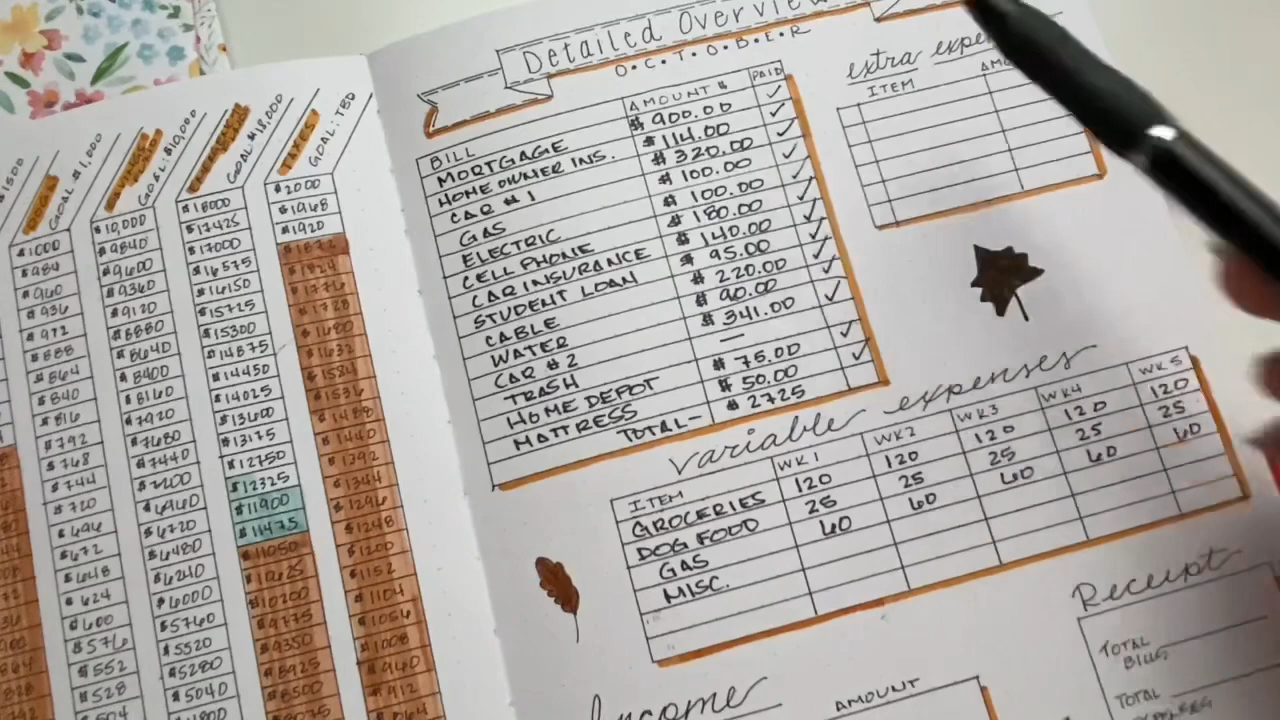 $1500
DOGS
GOAL $1,000
$1000
$984
$960
$936
$972
$888
$864
$840
$816
$792
$768
$744
$720
$696
$672
$648
$624
$600
$576
$552
$528
$504
GOAL: $10,000
$10,000
$9840
$9600
$9360
$9120
$8880
$8640
$8400
$8160
$7920
$7680
$7440
$7200
$6960
$6720
$6480
$6240
$6000
$5760
$5520
$5280
$5040
$4800
GOAL: $18,000
$18000
$17425
$17000
$16575
$16150
$15725
$15300
$14875
$14450
$14025
$13600
$13175
$12750
$12325
$11900
$11475
$11050
$10625
$10200
$9775
$9350
$8925
$8500
$8075
TAXES
GOAL: TBD
$2000
$1968
$1920
$1872
$1824
$1776
$1728
$1680
$1632
$1584
$1536
$1488
$1440
$1392
$1344
$1296
$1248
$1200
$1152
$1104
$1056
$1008
$960
$912
$864
Detailed Overview
O•C•T•O•B•E•R
BILL AMOUNT $ PAID
MORTGAGE $900.00 ✓
HOME OWNER INS. $114.00 ✓
CAR #1 $320.00 ✓
GAS $100.00 ✓
ELECTRIC $100.00 ✓
CELL PHONE $180.00 ✓
CAR INSURANCE $140.00 ✓
STUDENT LOAN $95.00 ✓
CABLE $220.00 ✓
WATER $90.00 ✓
CAR #2 $341.00
TRASH —
HOME DEPOT $75.00 ✓
MATTRESS $50.00 ✓
TOTAL- $2725
extra
ITEM
variable expenses
ITEM WK1 WK2 WK3 WK4 WK5
GROCERIES 120 120 120 120 120
DOG FOOD 25 25 25 25 25
GAS 60 60 60 60 60
MISC.
Income
AMOUNT
Receipt
TOTAL BILLS
TOTAL